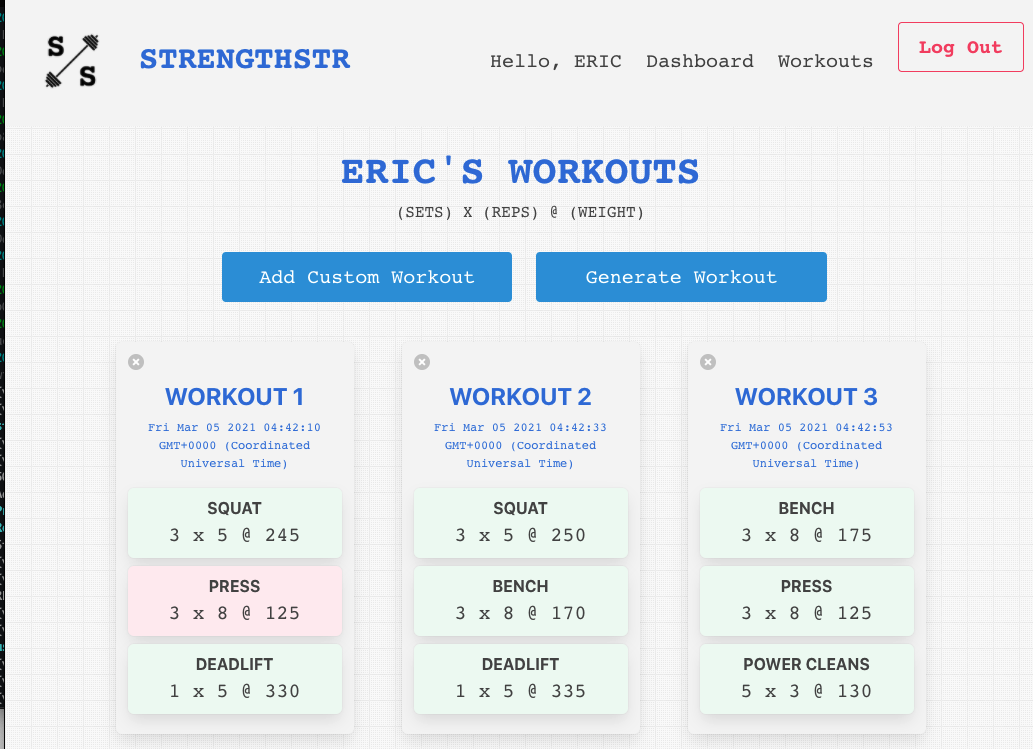 S
S
STRENGTHSTR
Hello, ERIC Dashboard Workouts
Log Out
ERIC'S WORKOUTS
(SETS) X (REPS) @ (WEIGHT)
Add Custom Workout
Generate Workout
WORKOUT 1
Fri Mar 05 2021 04:42:10
GMT+0000 (Coordinated
Universal Time)
SQUAT
3 x 5 @ 245
PRESS
3 x 8 @ 125
DEADLIFT
1 x 5 @ 330
WORKOUT 2
Fri Mar 05 2021 04:42:33
GMT+0000 (Coordinated
Universal Time)
SQUAT
3 x 5 @ 250
BENCH
3 x 8 @ 170
DEADLIFT
1 x 5 @ 335
WORKOUT 3
Fri Mar 05 2021 04:42:53
GMT+0000 (Coordinated
Universal Time)
BENCH
3 x 8 @ 175
PRESS
3 x 8 @ 125
POWER CLEANS
5 x 3 @ 130